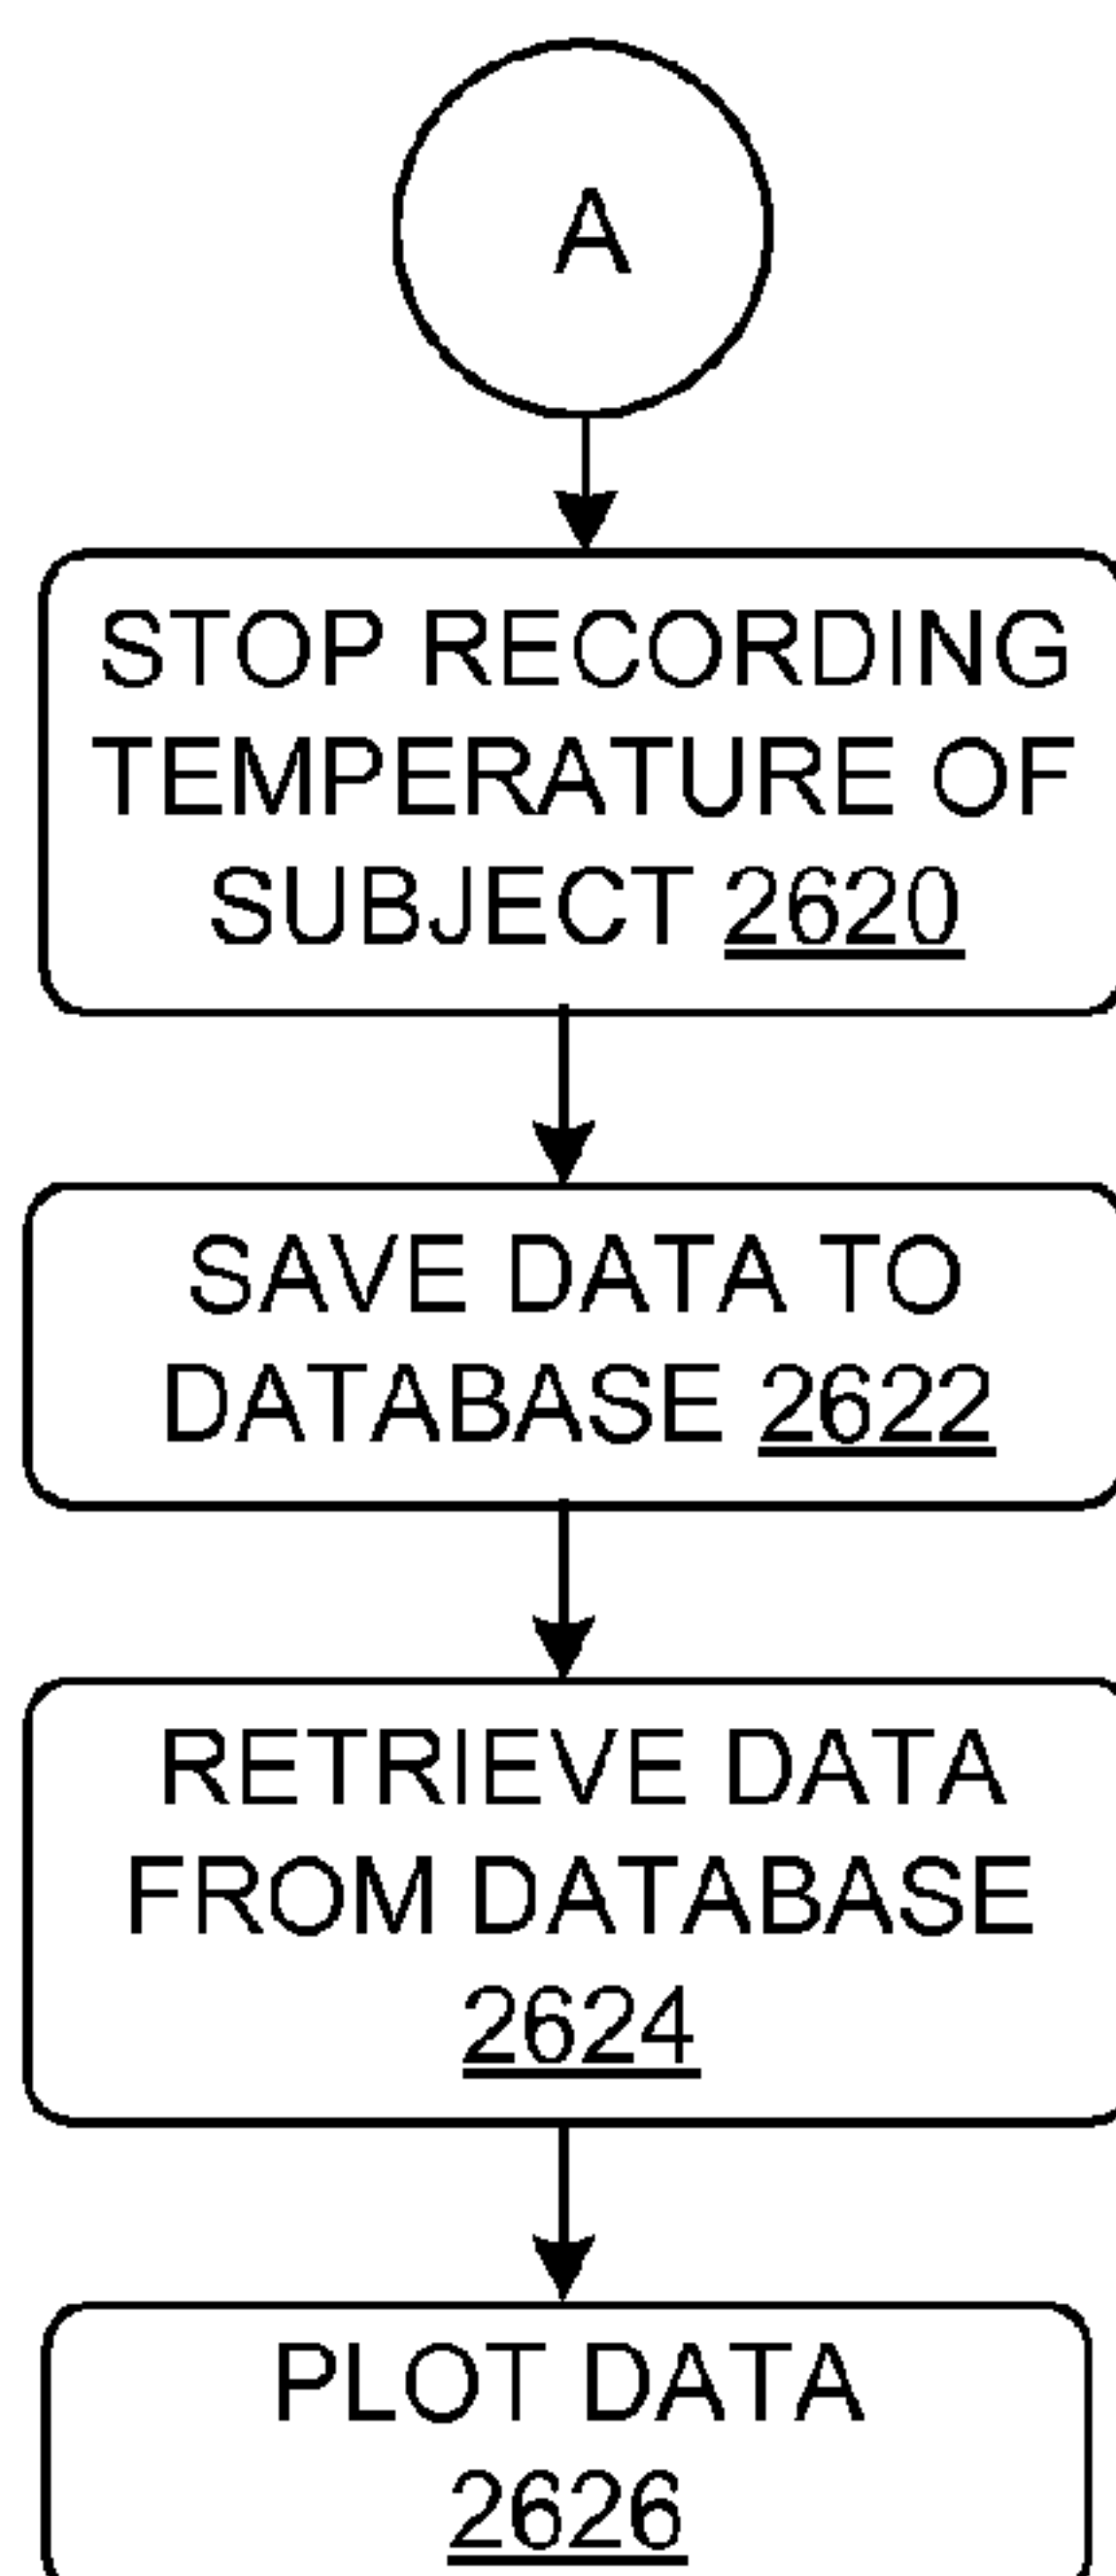 A
STOP RECORDING
TEMPERATURE OF
SUBJECT 2620
SAVE DATA TO
DATABASE 2622
RETRIEVE DATA
FROM DATABASE
2624
PLOT DATA
2626